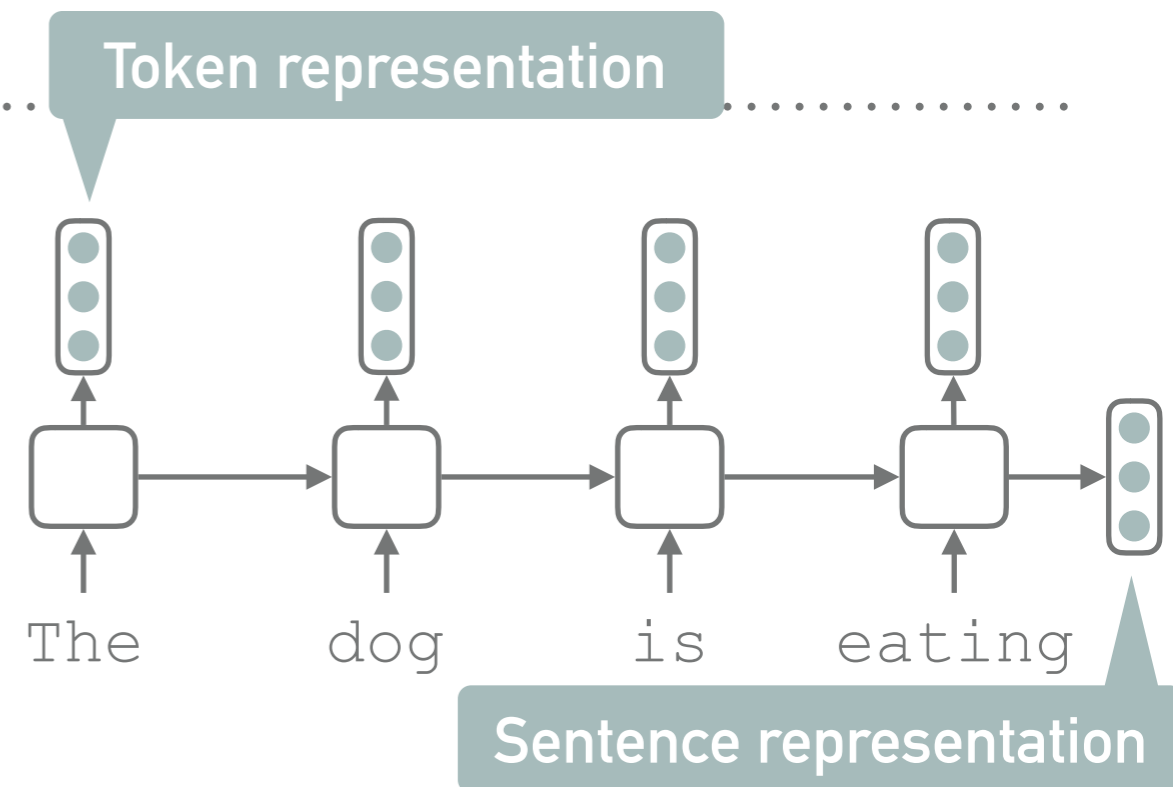 Token representation
The dog is eating
Sentence representation